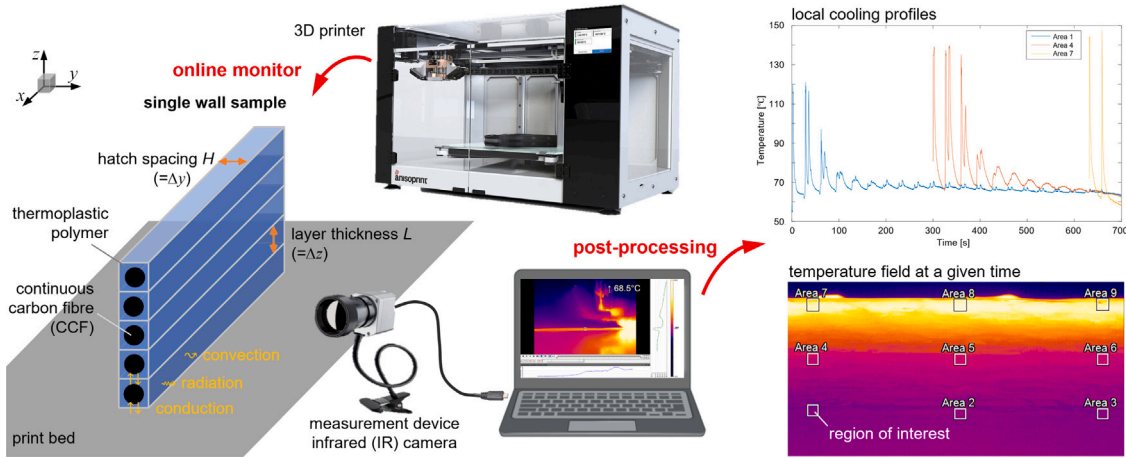 3D printer
online monitor
single wall sample
z
y
x
hatch spacing H
(=Δy)
thermoplastic
polymer
layer thickness L
(=Δz)
continuous
carbon fibre
(CCF)
convection
radiation
conduction
print bed
anisoprint
measurement device
infrared (IR) camera
↑ 68.5°C
post-processing
local cooling profiles
Area 1
Area 4
Area 7
Temperature [°C]
150
130
110
90
70
50
0 100 200 300 400 500 600 700
Time [s]
temperature field at a given time
Area 7 Area 8 Area 9
Area 4 Area 5 Area 6
Area 2 Area 3
region of interest